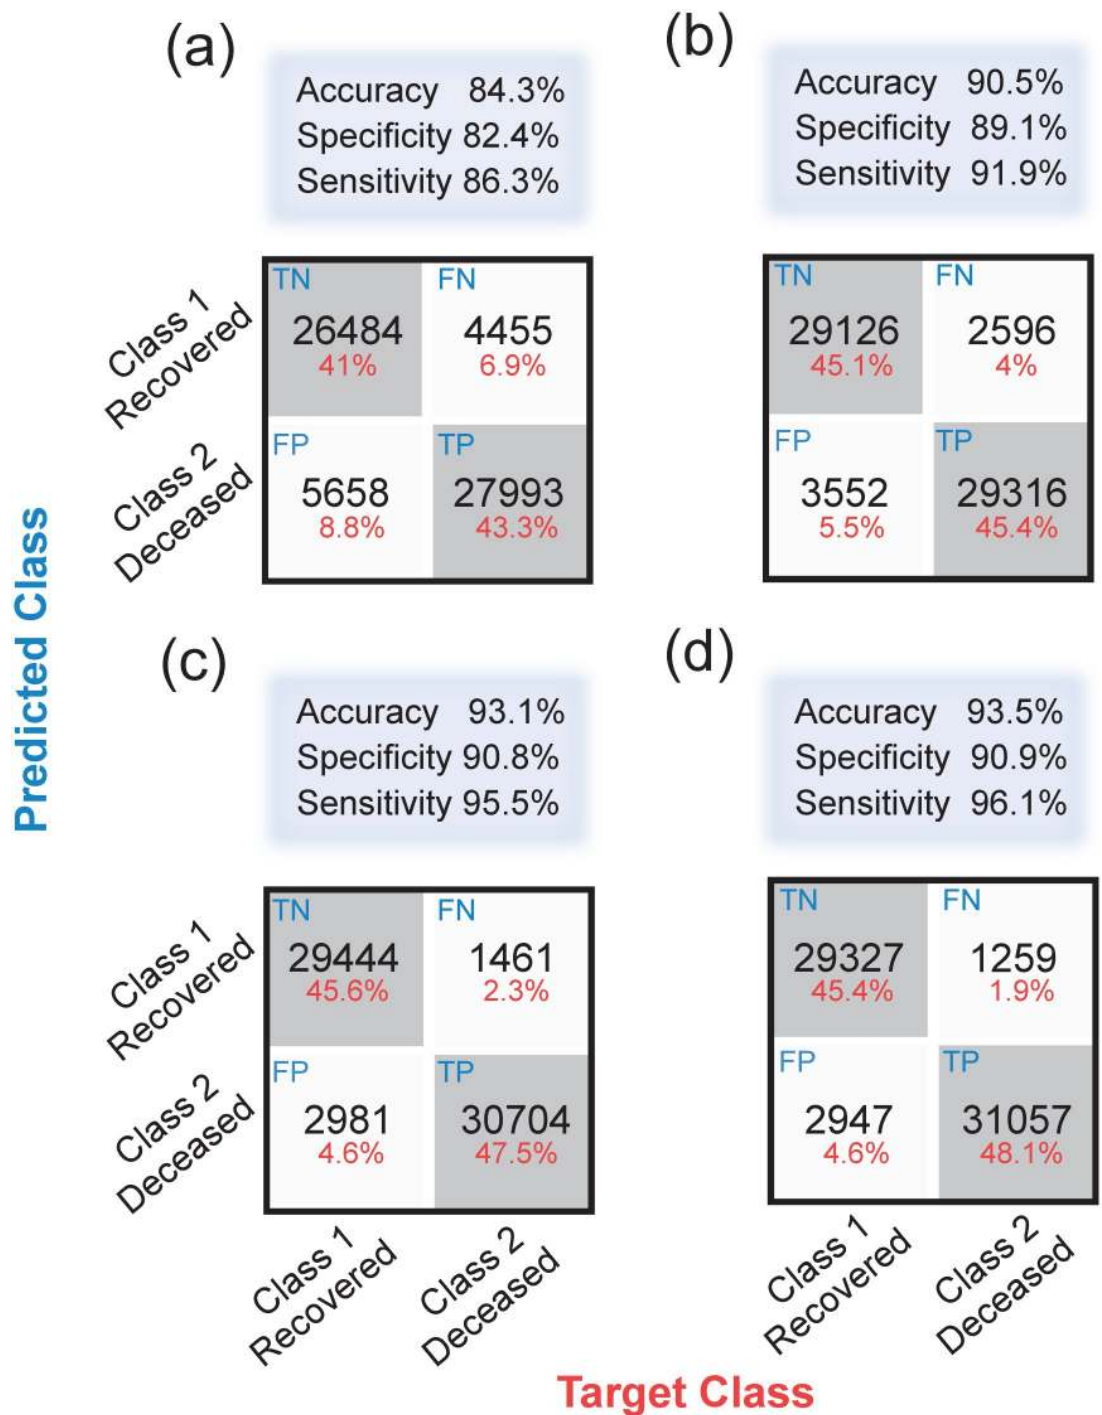 (a)
Accuracy 84.3%
Specificity 82.4%
Sensitivity 86.3%
TN
26484
41%
FN
4455
6.9%
FP
5658
8.8%
TP
27993
43.3%
Class 1
Recovered
Class 2
Deceased
(b)
Accuracy 90.5%
Specificity 89.1%
Sensitivity 91.9%
TN
29126
45.1%
FN
2596
4%
FP
3552
5.5%
TP
29316
45.4%
Predicted Class
(c)
Accuracy 93.1%
Specificity 90.8%
Sensitivity 95.5%
TN
29444
45.6%
FN
1461
2.3%
FP
2981
4.6%
TP
30704
47.5%
Class 1
Recovered
Class 2
Deceased
Class 1
Recovered
Class 2
Deceased
(d)
Accuracy 93.5%
Specificity 90.9%
Sensitivity 96.1%
TN
29327
45.4%
FN
1259
1.9%
FP
2947
4.6%
TP
31057
48.1%
Class 1
Recovered
Class 2
Deceased
Target Class